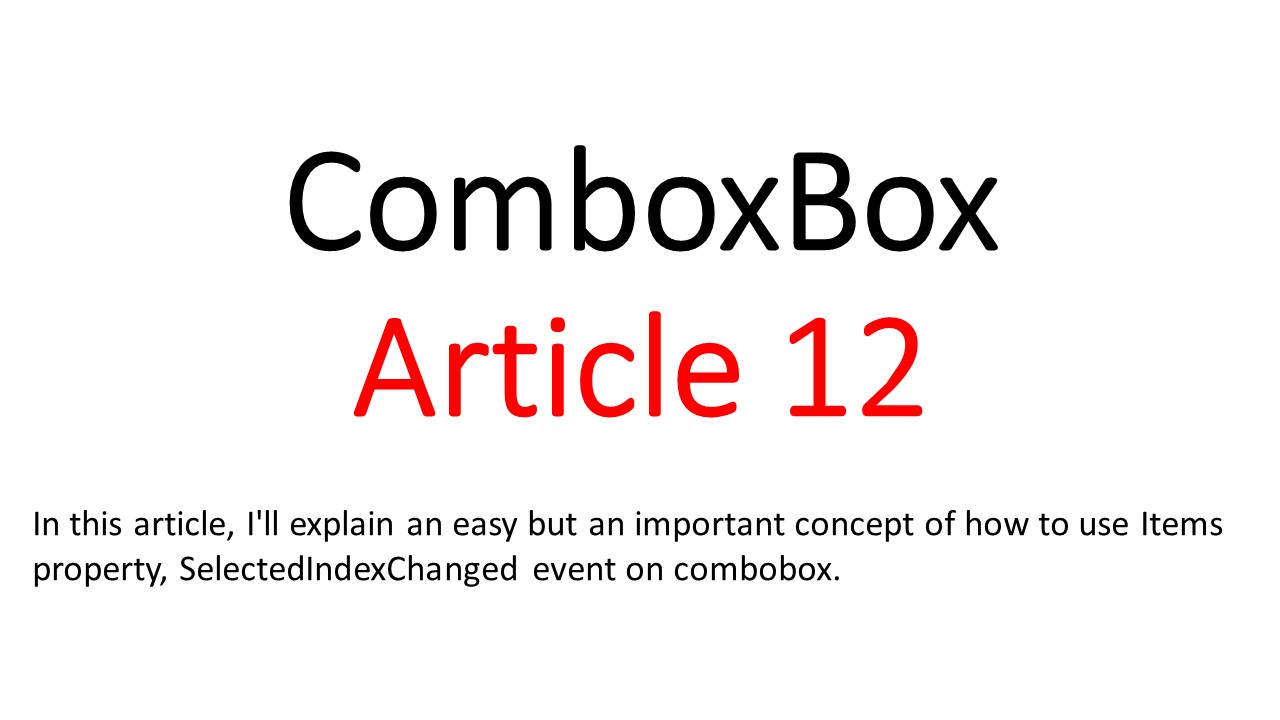 ComboxBox
Article 12
In this article, I'll explain an easy but an important concept of how to use Items
property, SelectedIndexChanged event on combobox.